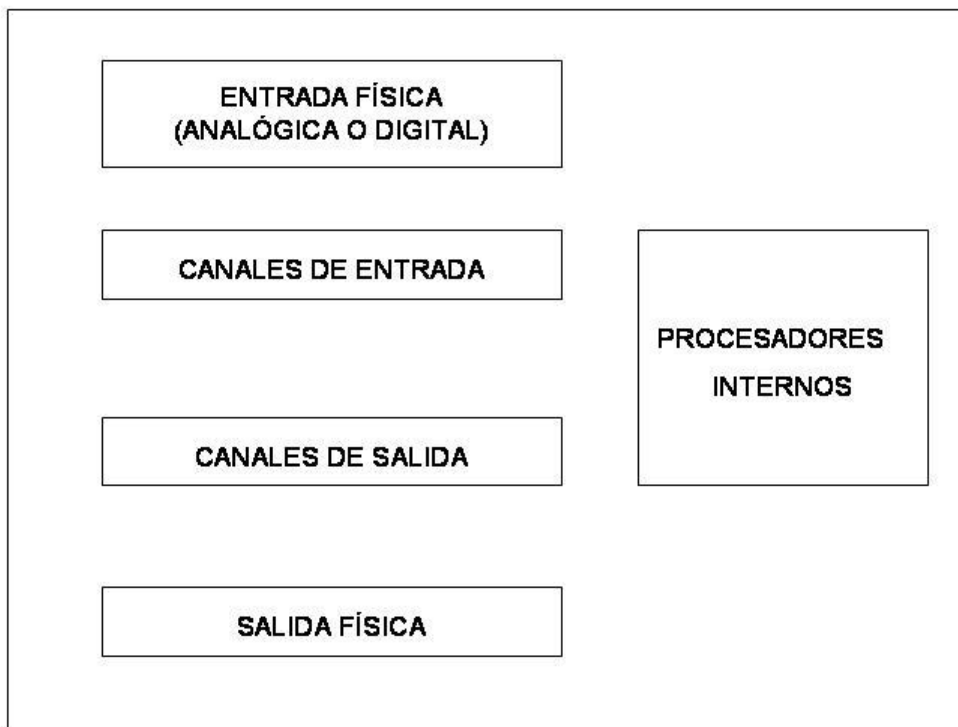 ENTRADA FÍSICA
(ANALÓGICA O DIGITAL)
CANALES DE ENTRADA
PROCESADORES
INTERNOS
CANALES DE SALIDA
SALIDA FÍSICA